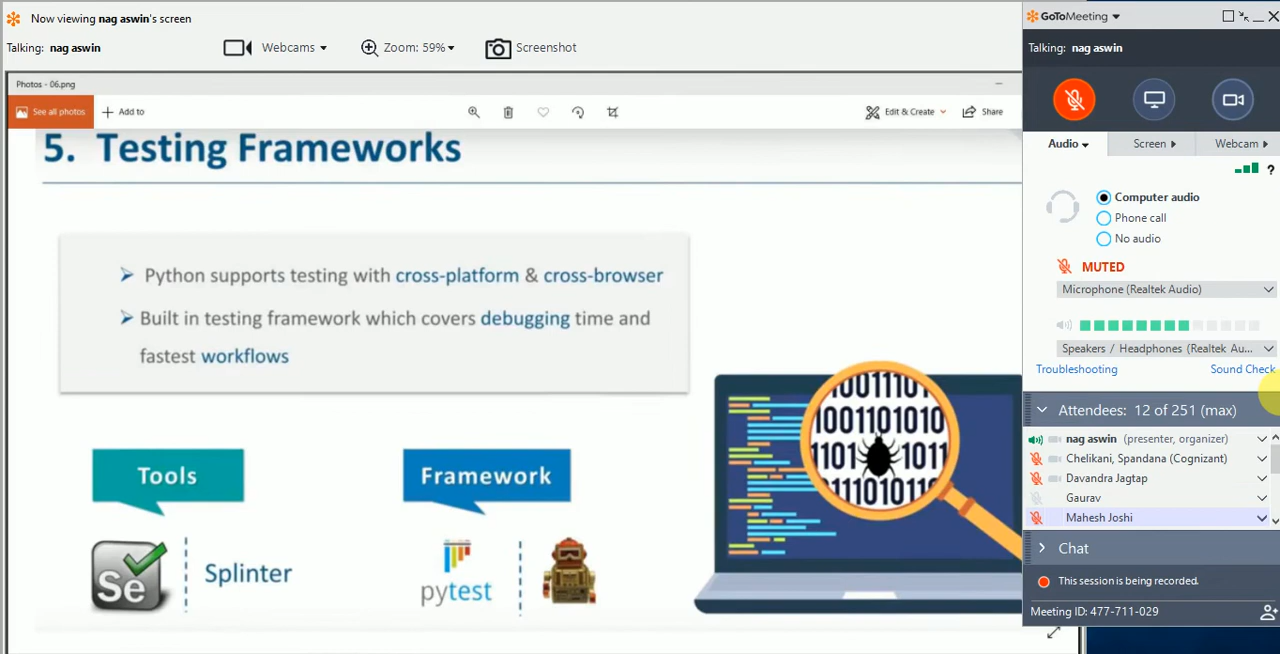 Now viewing nag aswin's screen
Talking: nag aswin
Webcams
Zoom: 59%
Screenshot
Photos - 06.png
See all photos
Add to
Edit & Create
Share
5. Testing Frameworks
Python supports testing with cross-platform & cross-browser
Built in testing framework which covers debugging time and
fastest workflows
Tools
Framework
Se
Splinter
pytest
1001110
100110101
1101 1011
01110101
GoToMeeting
Talking: nag aswin
Audio
Screen
Webcam
?
Computer audio
Phone call
No audio
MUTED
Microphone (Realtek Audio)
Speakers / Headphones (Realtek Au...
Troubleshooting
Sound Check
Attendees: 12 of 251 (max)
nag aswin (presenter, organizer)
Chelikani, Spandana (Cognizant)
Davandra Jagtap
Gaurav
Mahesh Joshi
Chat
This session is being recorded.
Meeting ID: 477-711-029